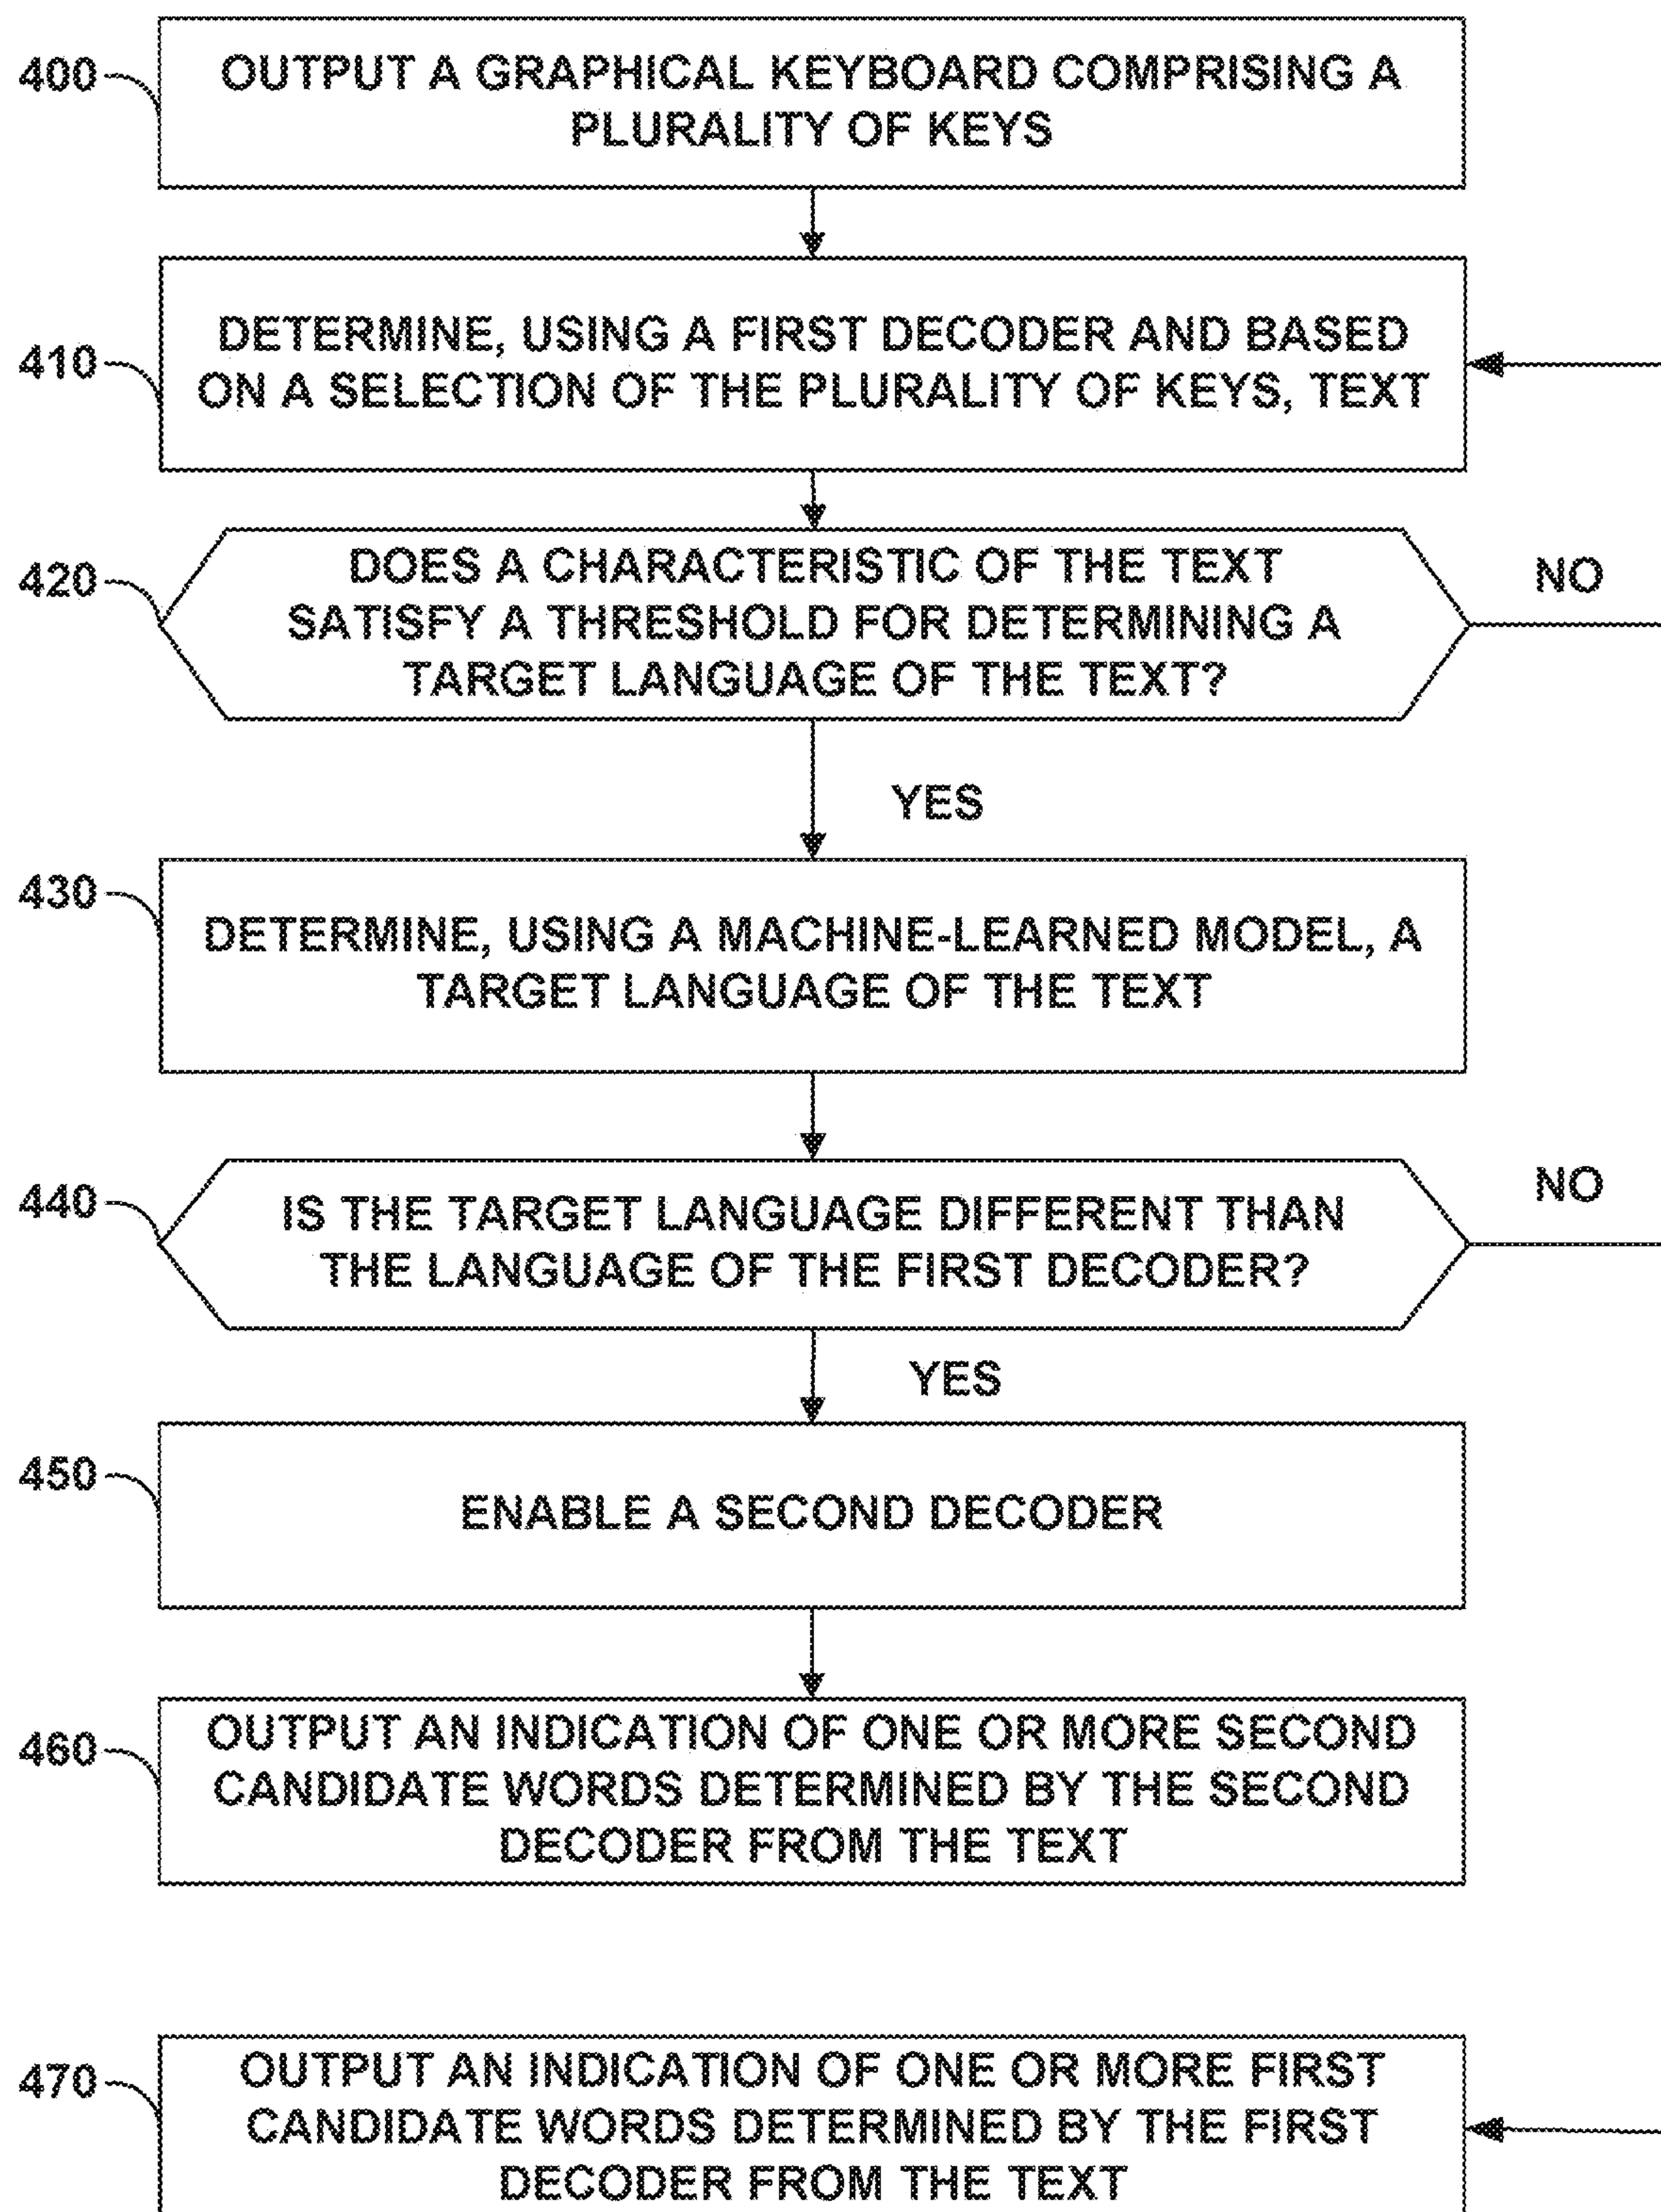 400
OUTPUT A GRAPHICAL KEYBOARD COMPRISING A
PLURALITY OF KEYS
410
DETERMINE, USING A FIRST DECODER AND BASED
ON A SELECTION OF THE PLURALITY OF KEYS, TEXT
420
DOES A CHARACTERISTIC OF THE TEXT
SATISFY A THRESHOLD FOR DETERMINING A
TARGET LANGUAGE OF THE TEXT?
NO
YES
430
DETERMINE, USING A MACHINE-LEARNED MODEL, A
TARGET LANGUAGE OF THE TEXT
440
IS THE TARGET LANGUAGE DIFFERENT THAN
THE LANGUAGE OF THE FIRST DECODER?
NO
YES
450
ENABLE A SECOND DECODER
460
OUTPUT AN INDICATION OF ONE OR MORE SECOND
CANDIDATE WORDS DETERMINED BY THE SECOND
DECODER FROM THE TEXT
470
OUTPUT AN INDICATION OF ONE OR MORE FIRST
CANDIDATE WORDS DETERMINED BY THE FIRST
DECODER FROM THE TEXT